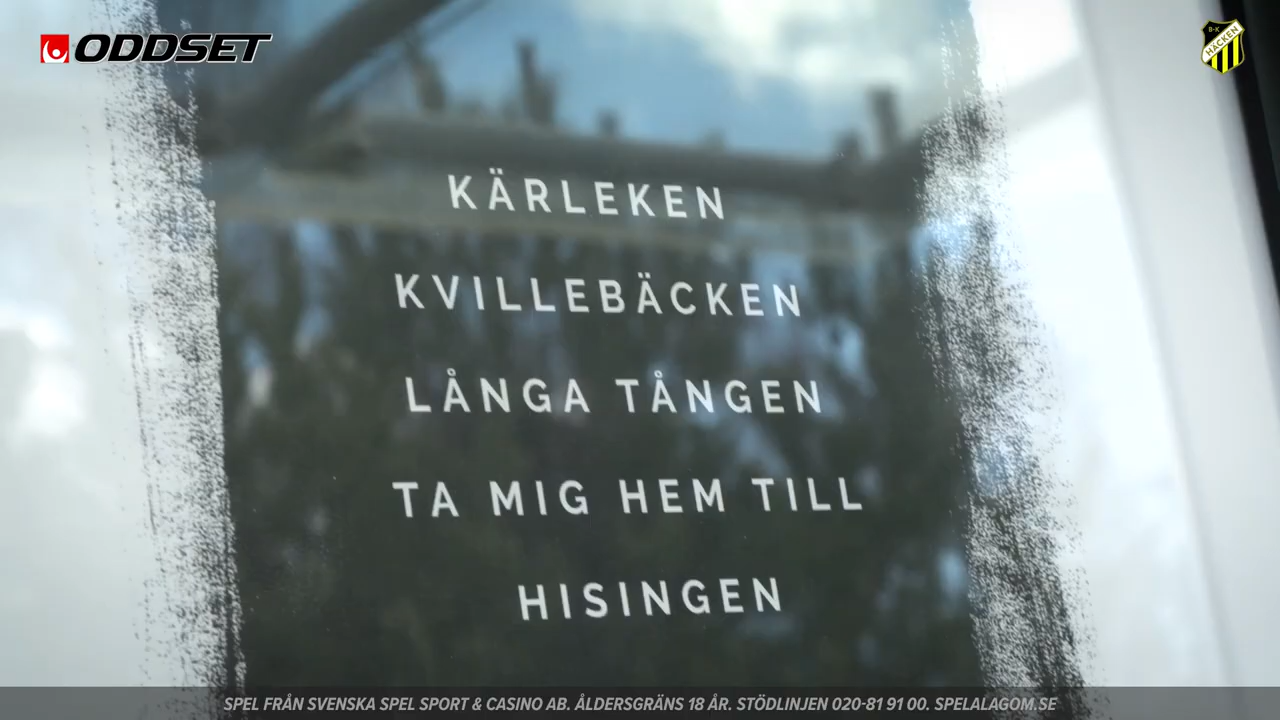 ODDSET
B-K
HÄCKEN
KÄRLEKEN
KVILLEBÄCKEN
LÅNGA TÅNGEN
TA MIG HEM TILL
HISINGEN
SPEL FRÅN SVENSKA SPEL SPORT & CASINO AB. ÅLDERSGRÄNS 18 ÅR. STÖDLINJEN 020-81 91 00. SPELALAGOM.SE